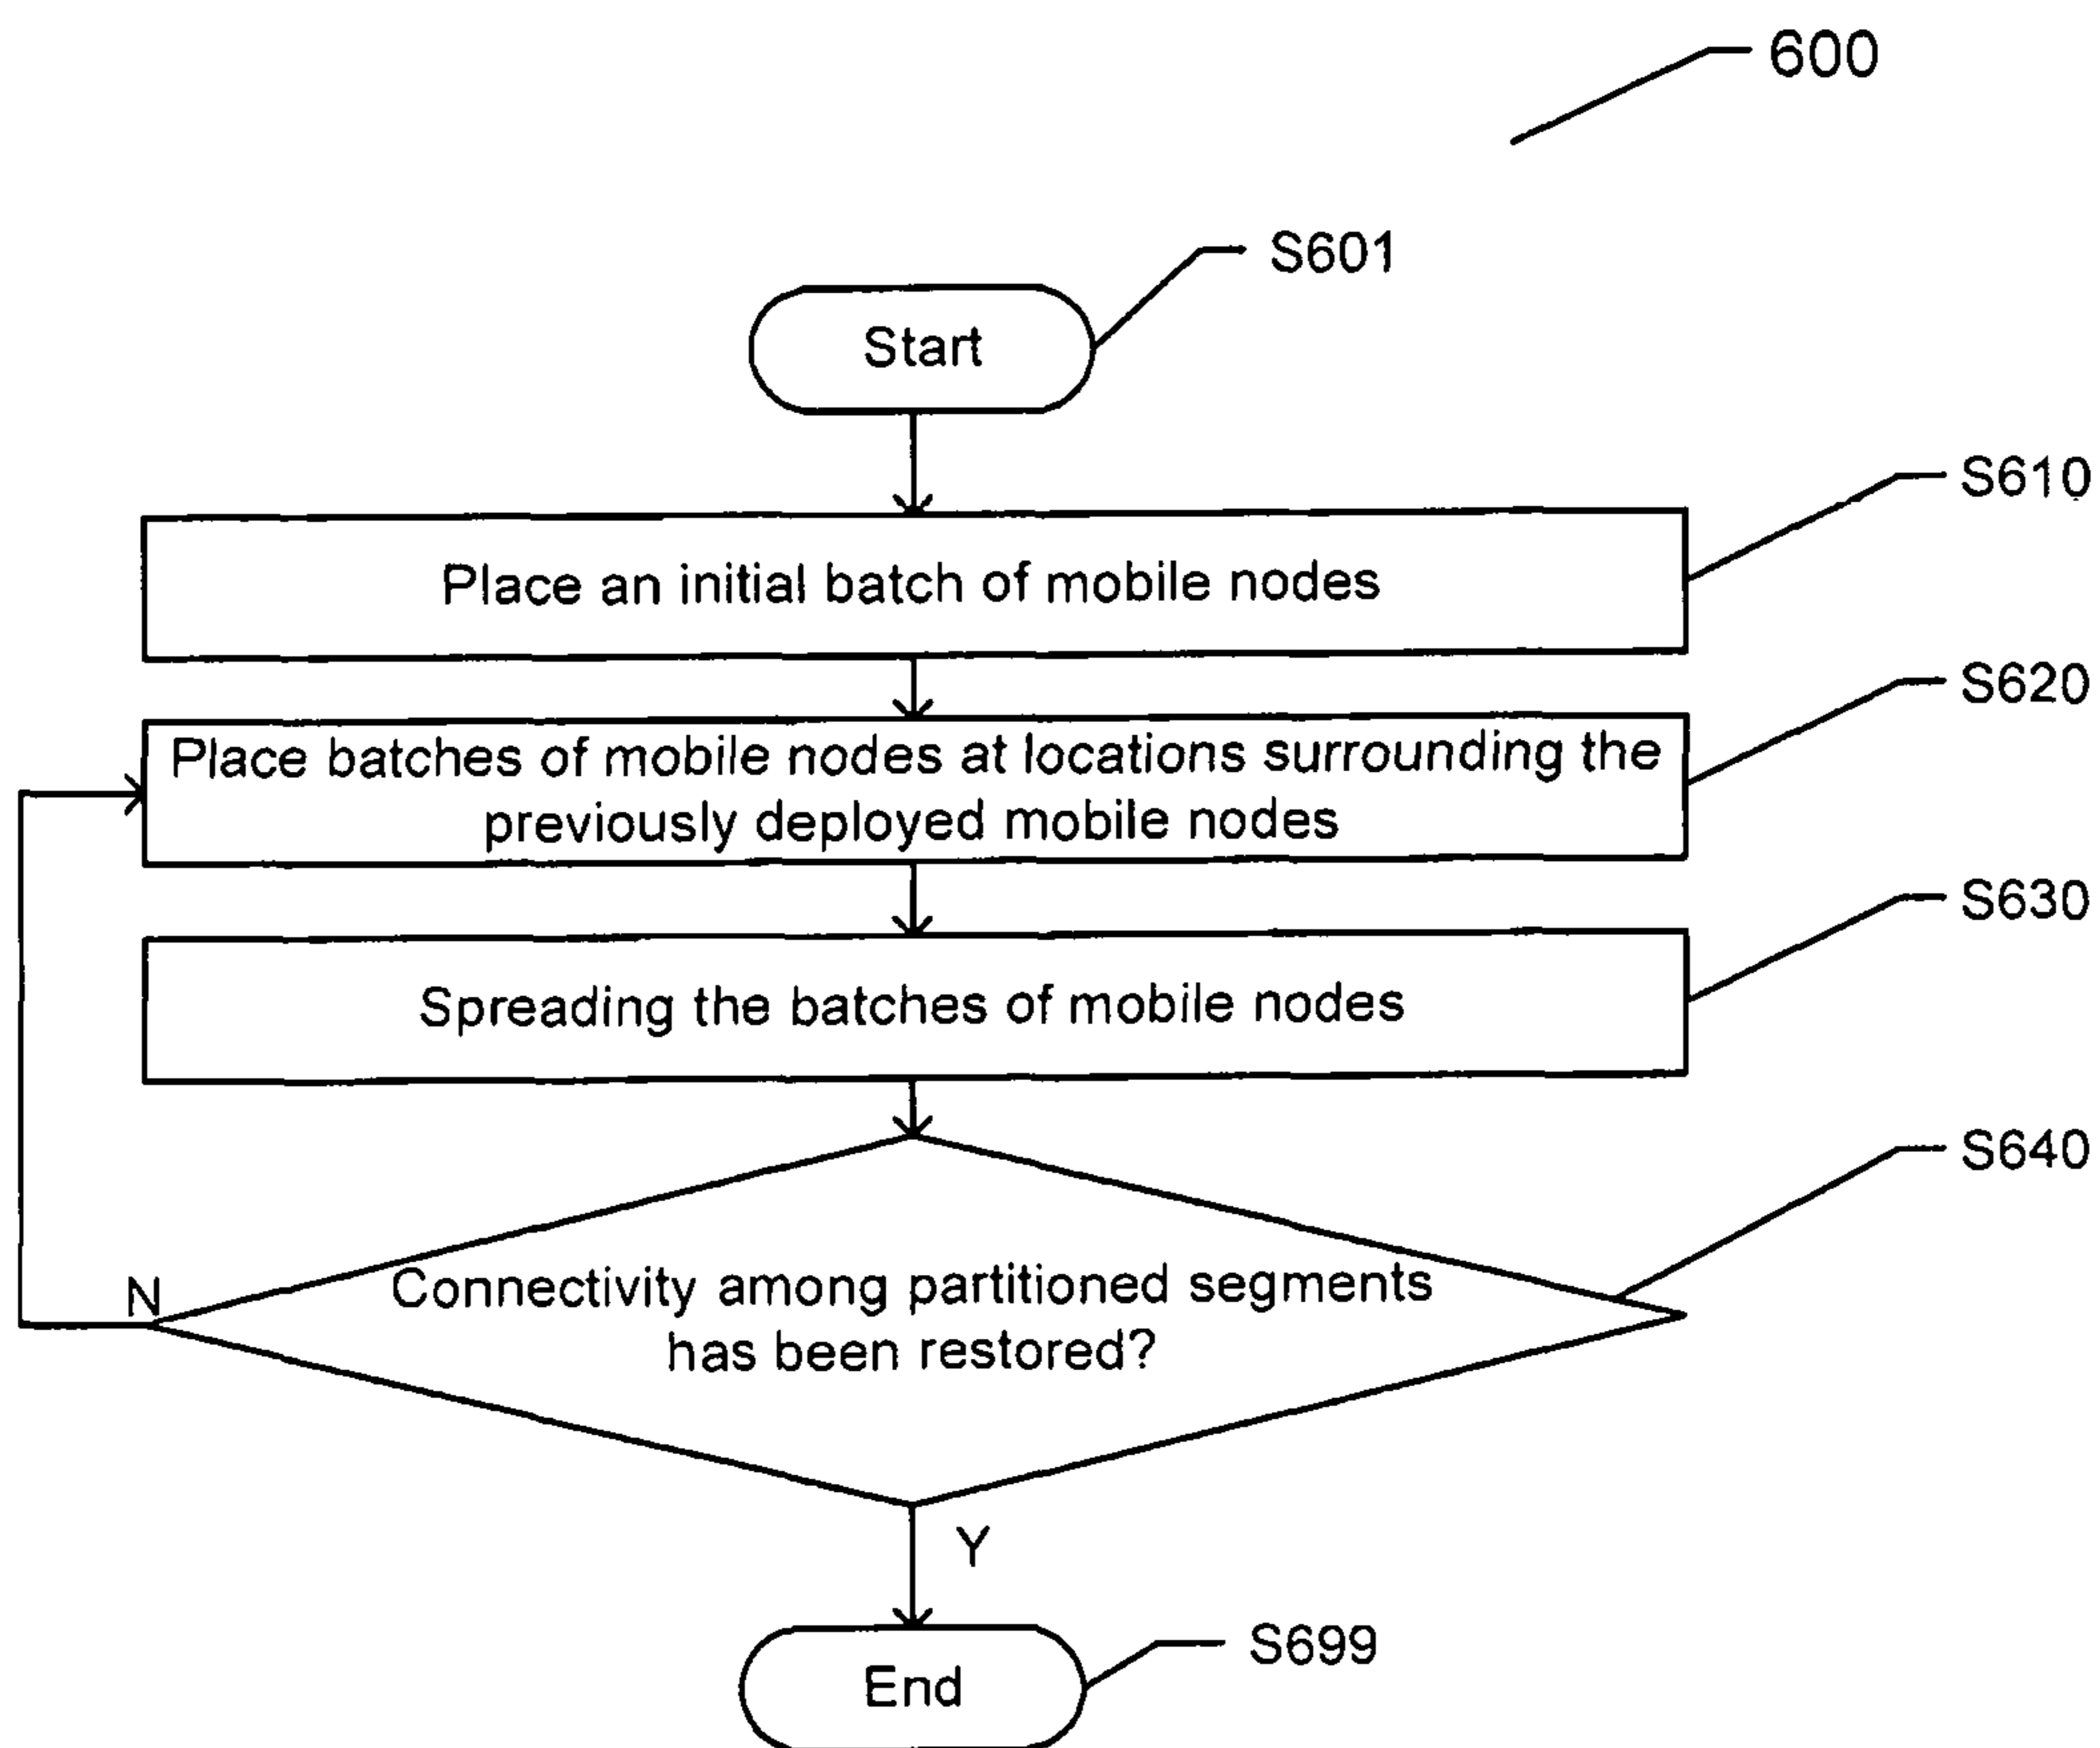 600
S601
Start
S610
Place an initial batch of mobile nodes
S620
Place batches of mobile nodes at locations surrounding the
previously deployed mobile nodes
S630
Spreading the batches of mobile nodes
S640
N
Connectivity among partitioned segments
has been restored?
Y
S699
End